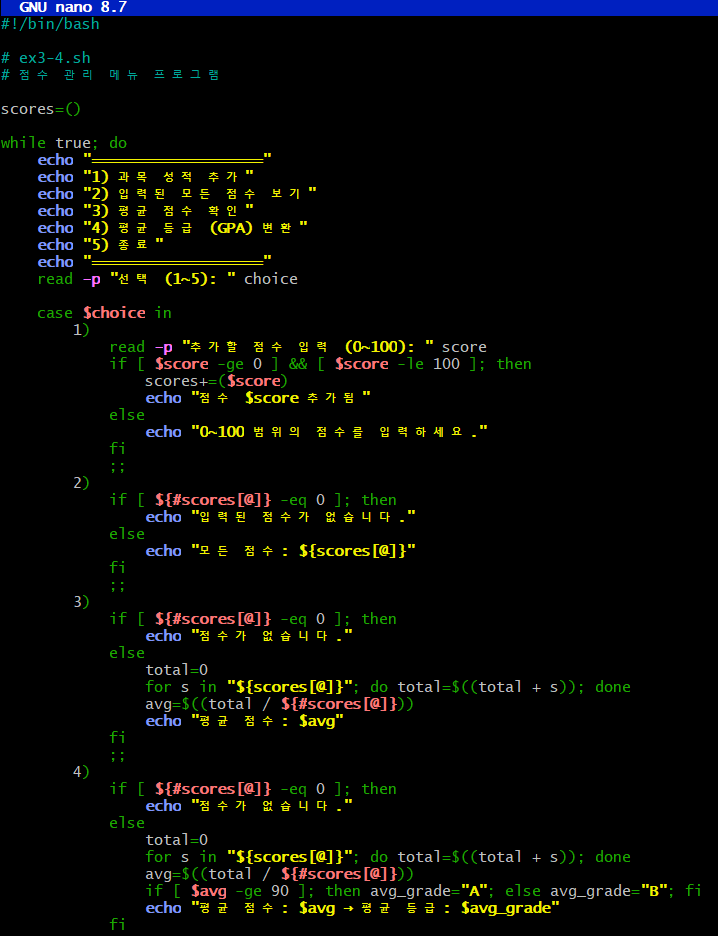 GNU nano 8.7
#!/bin/bash
# ex3-4.sh
# 점수 관리 메뉴 프로그램
scores=()
while true; do
    echo "===================="
    echo "1) 과목 성적 추가"
    echo "2) 입력된 모든 점수 보기"
    echo "3) 평균 점수 확인"
    echo "4) 평균 등급 (GPA) 변환"
    echo "5) 종료"
    echo "===================="
    read -p "선택 (1~5): " choice
    case $choice in
        1)
            read -p "추가할 점수 입력 (0~100): " score
            if [ $score -ge 0 ] && [ $score -le 100 ]; then
                scores+=($score)
                echo "점수 $score 추가됨"
            else
                echo "0~100 범위의 점수를 입력하세요."
            fi
            ;;
        2)
            if [ ${#scores[@]} -eq 0 ]; then
                echo "입력된 점수가 없습니다."
            else
                echo "모든 점수: ${scores[@]}"
            fi
            ;;
        3)
            if [ ${#scores[@]} -eq 0 ]; then
                echo "점수가 없습니다."
            else
                total=0
                for s in "${scores[@]}"; do total=$((total + s)); done
                avg=$((total / ${#scores[@]}))
                echo "평균 점수: $avg"
            fi
            ;;
        4)
            if [ ${#scores[@]} -eq 0 ]; then
                echo "점수가 없습니다."
            else
                total=0
                for s in "${scores[@]}"; do total=$((total + s)); done
                avg=$((total / ${#scores[@]}))
                if [ $avg -ge 90 ]; then avg_grade="A"; else avg_grade="B"; fi
                echo "평균 점수: $avg → 평균 등급: $avg_grade"
            fi